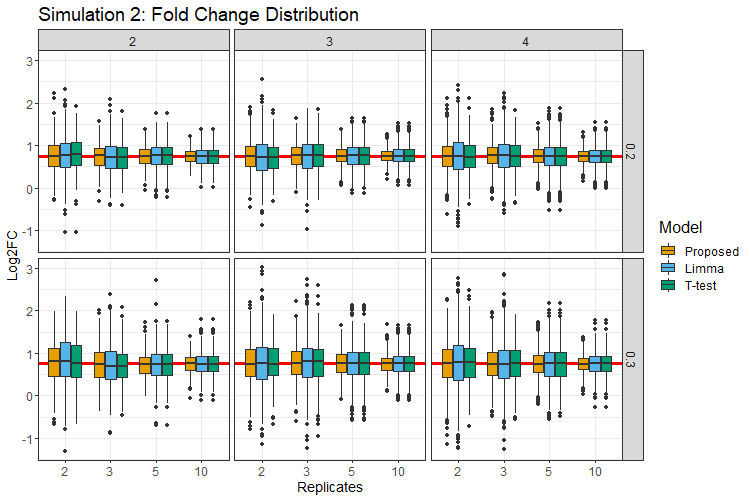 Simulation 2: Fold Change Distribution
2 3 4
3
2
1
0
-1
0.2
3
2
1
0
-1
0.3
Log2FC
2 3 5 10 2 3 5 10 2 3 5 10
Replicates
Model
Proposed
Limma
T-test